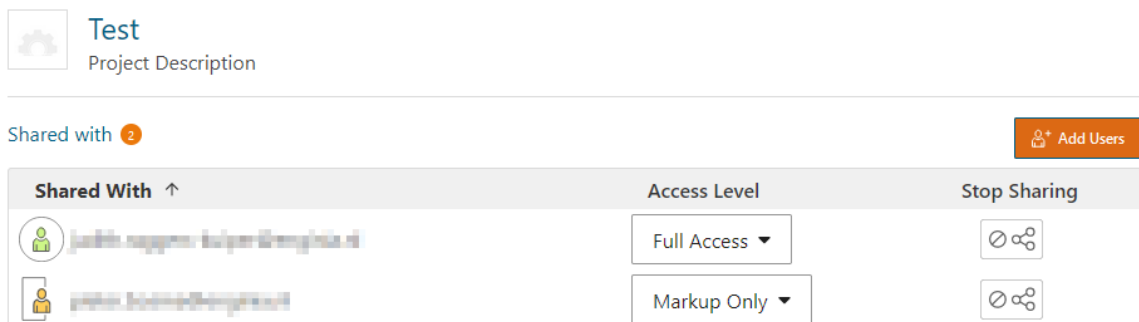 Test
Project Description
Shared with 2
Add Users
Shared With ↑ Access Level Stop Sharing
Full Access
Markup Only